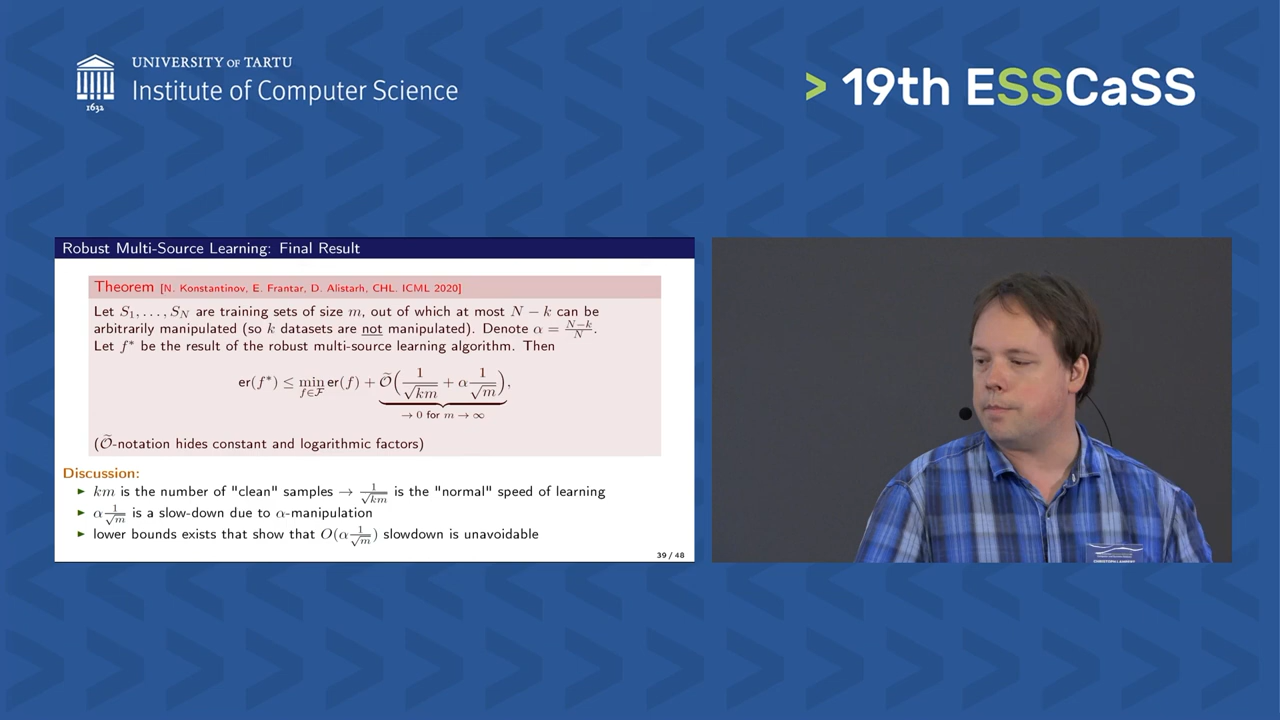 UNIVERSITY OF TARTU
Institute of Computer Science
1632
> 19th ESSCaSS
Robust Multi-Source Learning: Final Result
Theorem [N. Konstantinov, E. Frantar, D. Alistarh, CHL. ICML 2020]
Let S₁, …, S_N are training sets of size m, out of which at most N − k can be
arbitrarily manipulated (so k datasets are not manipulated). Denote α = (N−k)/N.
Let f* be the result of the robust multi-source learning algorithm. Then
er(f*) ≤ min_{f∈ℱ} er(f) + Õ(1/√(km) + α 1/√m),
→ 0 for m → ∞
(Õ-notation hides constant and logarithmic factors)
Discussion:
► km is the number of "clean" samples → 1/√(km) is the "normal" speed of learning
► α 1/√m is a slow-down due to α-manipulation
► lower bounds exists that show that O(α 1/√m) slowdown is unavoidable
39 / 48